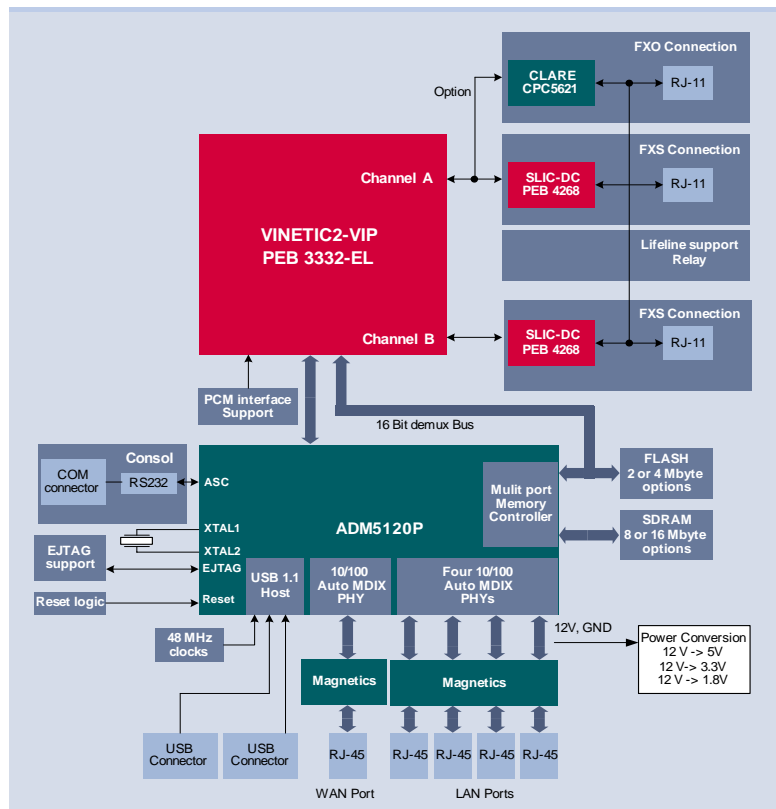 FXO Connection
CLARE
CPC5621
RJ-11
Option
FXS Connection
Channel A
SLIC-DC
PEB 4268
RJ-11
VINETIC2-VIP
PEB 3332-EL
Lifeline support
Relay
FXS Connection
Channel B
SLIC-DC
PEB 4268
RJ-11
PCM interface
Support
16 Bit demux Bus
Consol
COM
connector
RS232
ASC
Mulit port
Memory
Controller
FLASH
2 or 4 Mbyte
options
XTAL1
ADM5120P
SDRAM
8 or 16 Mbyte
options
XTAL2
EJTAG
support
EJTAG
USB 1.1
Host
10/100
Auto MDIX
PHY
Four 10/100
Auto MDIX
PHYs
Reset logic
Reset
48 MHz
clocks
12V, GND
Power Conversion
12 V -> 5V
12 V -> 3.3V
12 V -> 1.8V
Magnetics
Magnetics
USB
Connector
USB
Connector
RJ-45
RJ-45
RJ-45
RJ-45
RJ-45
WAN Port
LAN Ports